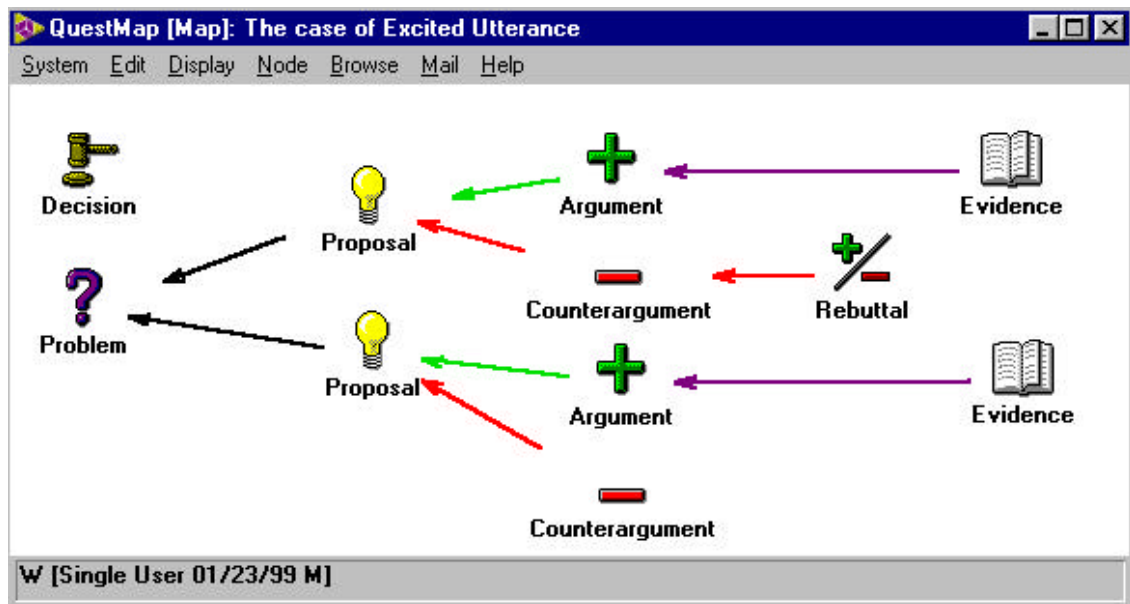 QuestMap [Map]: The case of Excited Utterance
System Edit Display Node Browse Mail Help
Decision
Proposal
Argument
Evidence
Problem
Counterargument
Rebuttal
Proposal
Argument
Evidence
Counterargument
W [Single User 01/23/99 M]